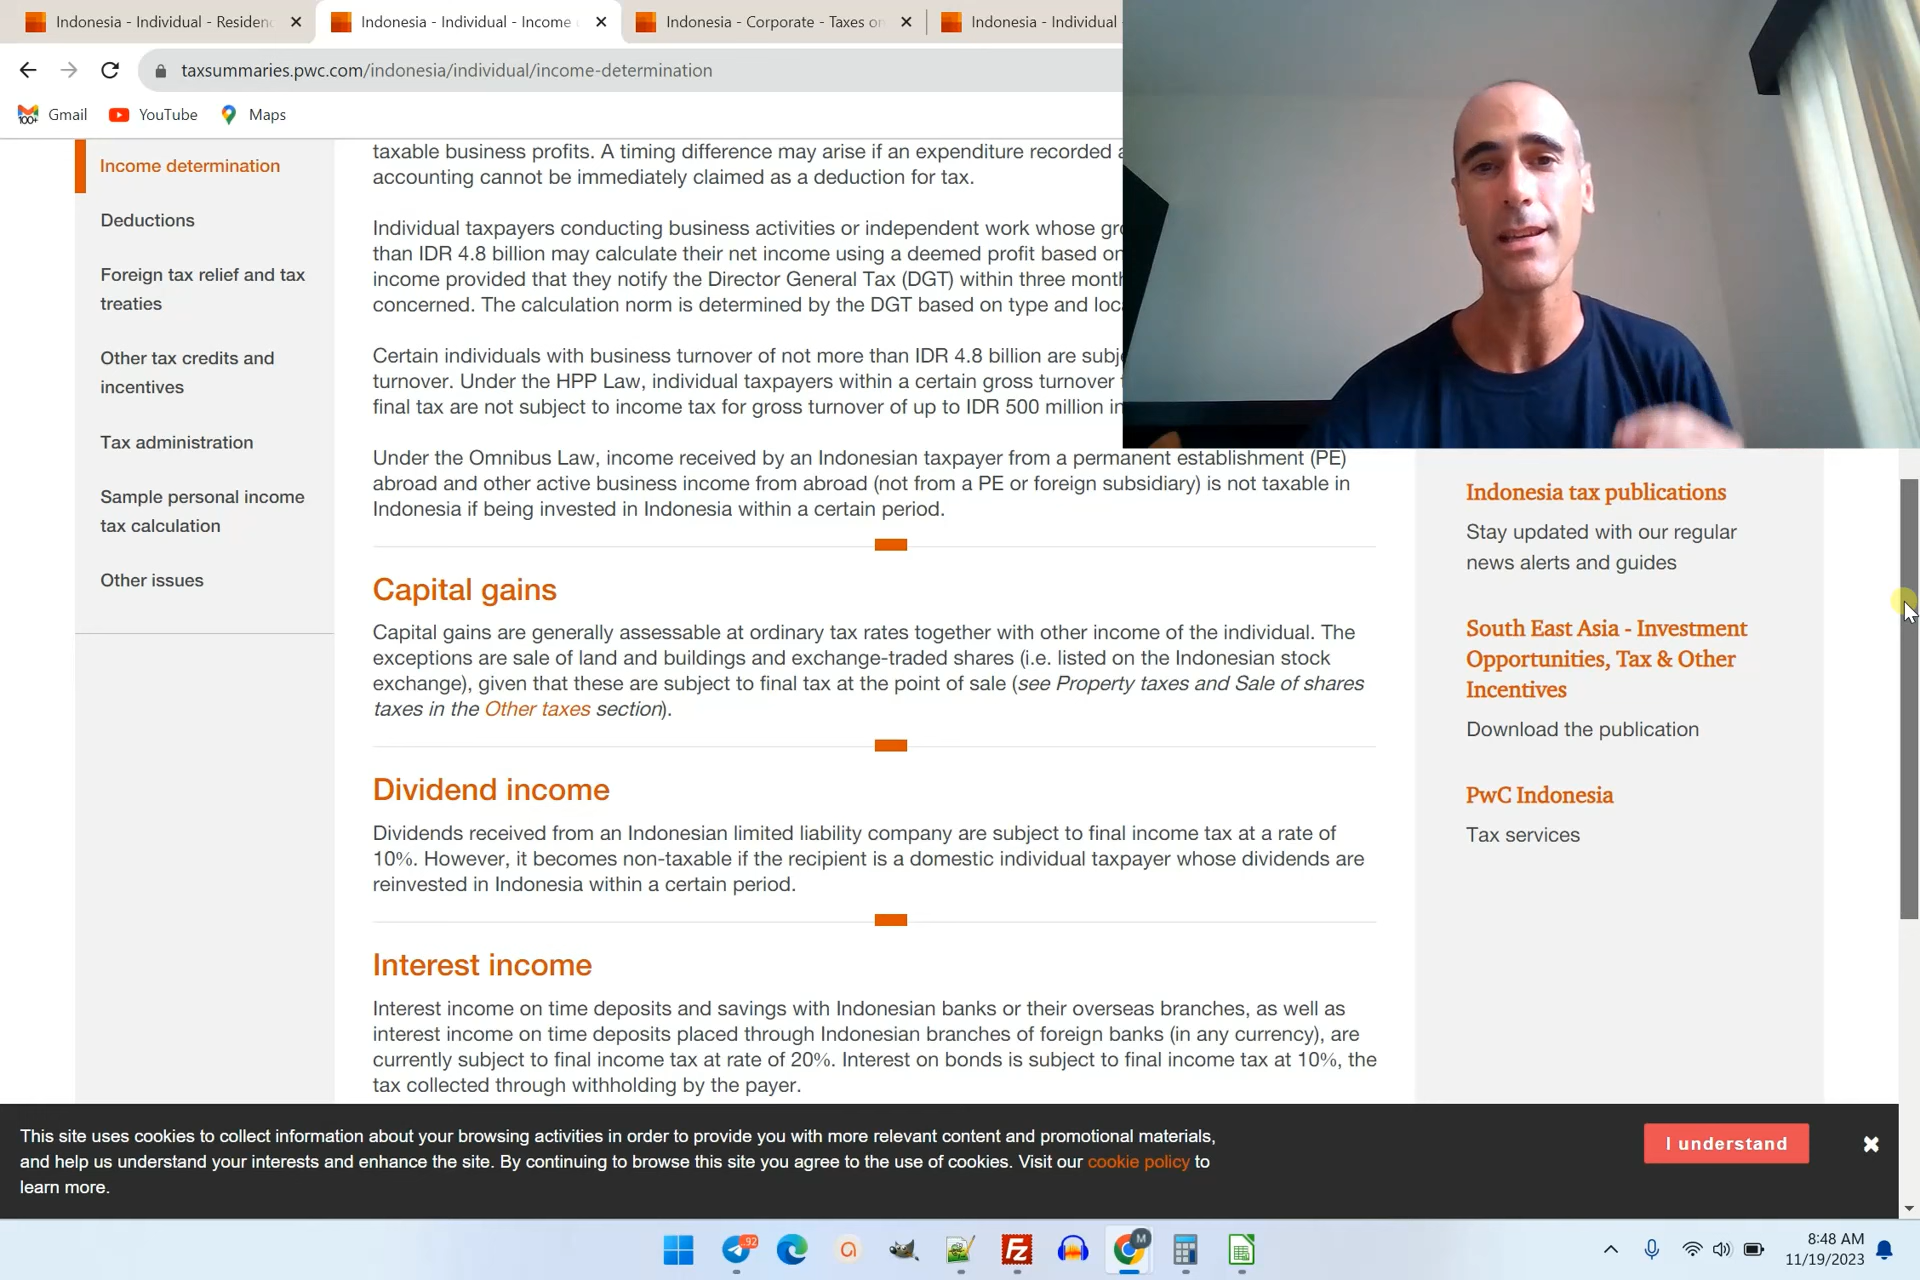 Indonesia - Individual - Residenc
Indonesia - Individual - Income
Indonesia - Corporate - Taxes on
Indonesia - Individual
taxsummaries.pwc.com/indonesia/individual/income-determination
Gmail
YouTube
Maps
Income determination
Deductions
Foreign tax relief and tax
treaties
Other tax credits and
incentives
Tax administration
Sample personal income
tax calculation
Other issues
taxable business profits. A timing difference may arise if an expenditure recorded
accounting cannot be immediately claimed as a deduction for tax.
Individual taxpayers conducting business activities or independent work whose
than IDR 4.8 billion may calculate their net income using a deemed profit based on
income provided that they notify the Director General Tax (DGT) within three
concerned. The calculation norm is determined by the DGT based on type and
Certain individuals with business turnover of not more than IDR 4.8 billion are
turnover. Under the HPP Law, individual taxpayers within a certain gross turnover
final tax are not subject to income tax for gross turnover of up to IDR 500 million in
Under the Omnibus Law, income received by an Indonesian taxpayer from a permanent establishment (PE)
abroad and other active business income from abroad (not from a PE or foreign subsidiary) is not taxable in
Indonesia if being invested in Indonesia within a certain period.
Capital gains
Capital gains are generally assessable at ordinary tax rates together with other income of the individual. The
exceptions are sale of land and buildings and exchange-traded shares (i.e. listed on the Indonesian stock
exchange), given that these are subject to final tax at the point of sale (see Property taxes and Sale of shares
taxes in the Other taxes section).
Dividend income
Dividends received from an Indonesian limited liability company are subject to final income tax at a rate of
10%. However, it becomes non-taxable if the recipient is a domestic individual taxpayer whose dividends are
reinvested in Indonesia within a certain period.
Interest income
Interest income on time deposits and savings with Indonesian banks or their overseas branches, as well as
interest income on time deposits placed through Indonesian branches of foreign banks (in any currency), are
currently subject to final income tax at rate of 20%. Interest on bonds is subject to final income tax at 10%, the
tax collected through withholding by the payer.
Indonesia tax publications
Stay updated with our regular
news alerts and guides
South East Asia - Investment
Opportunities, Tax & Other
Incentives
Download the publication
PwC Indonesia
Tax services
This site uses cookies to collect information about your browsing activities in order to provide you with more relevant content and promotional materials,
and help us understand your interests and enhance the site. By continuing to browse this site you agree to the use of cookies. Visit our cookie policy to
learn more.
I understand
92
M
8:48 AM
11/19/2023